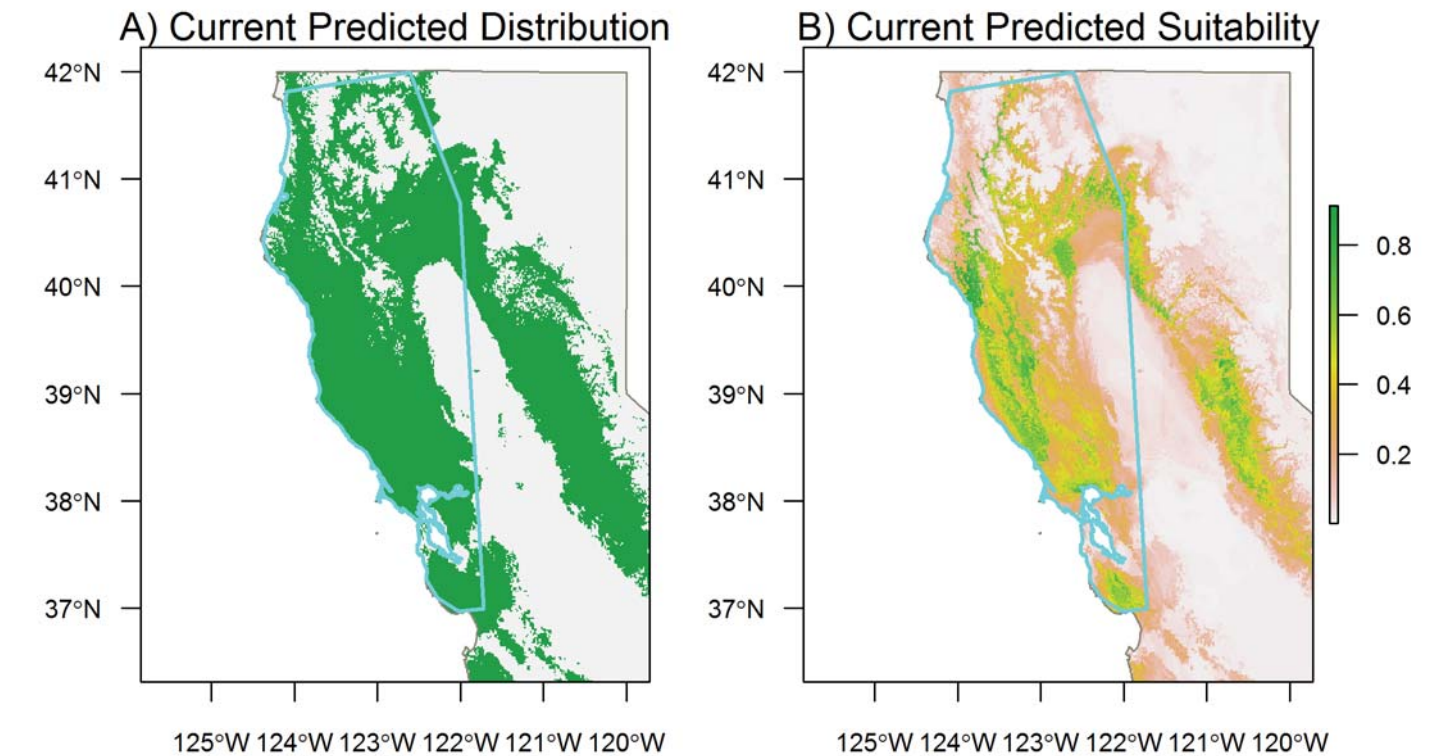 A) Current Predicted Distribution
42°N
41°N
40°N
39°N
38°N
37°N
125°W 124°W 123°W 122°W 121°W 120°W
B) Current Predicted Suitability
42°N
41°N
40°N
39°N
38°N
37°N
125°W 124°W 123°W 122°W 121°W 120°W
0.8
0.6
0.4
0.2